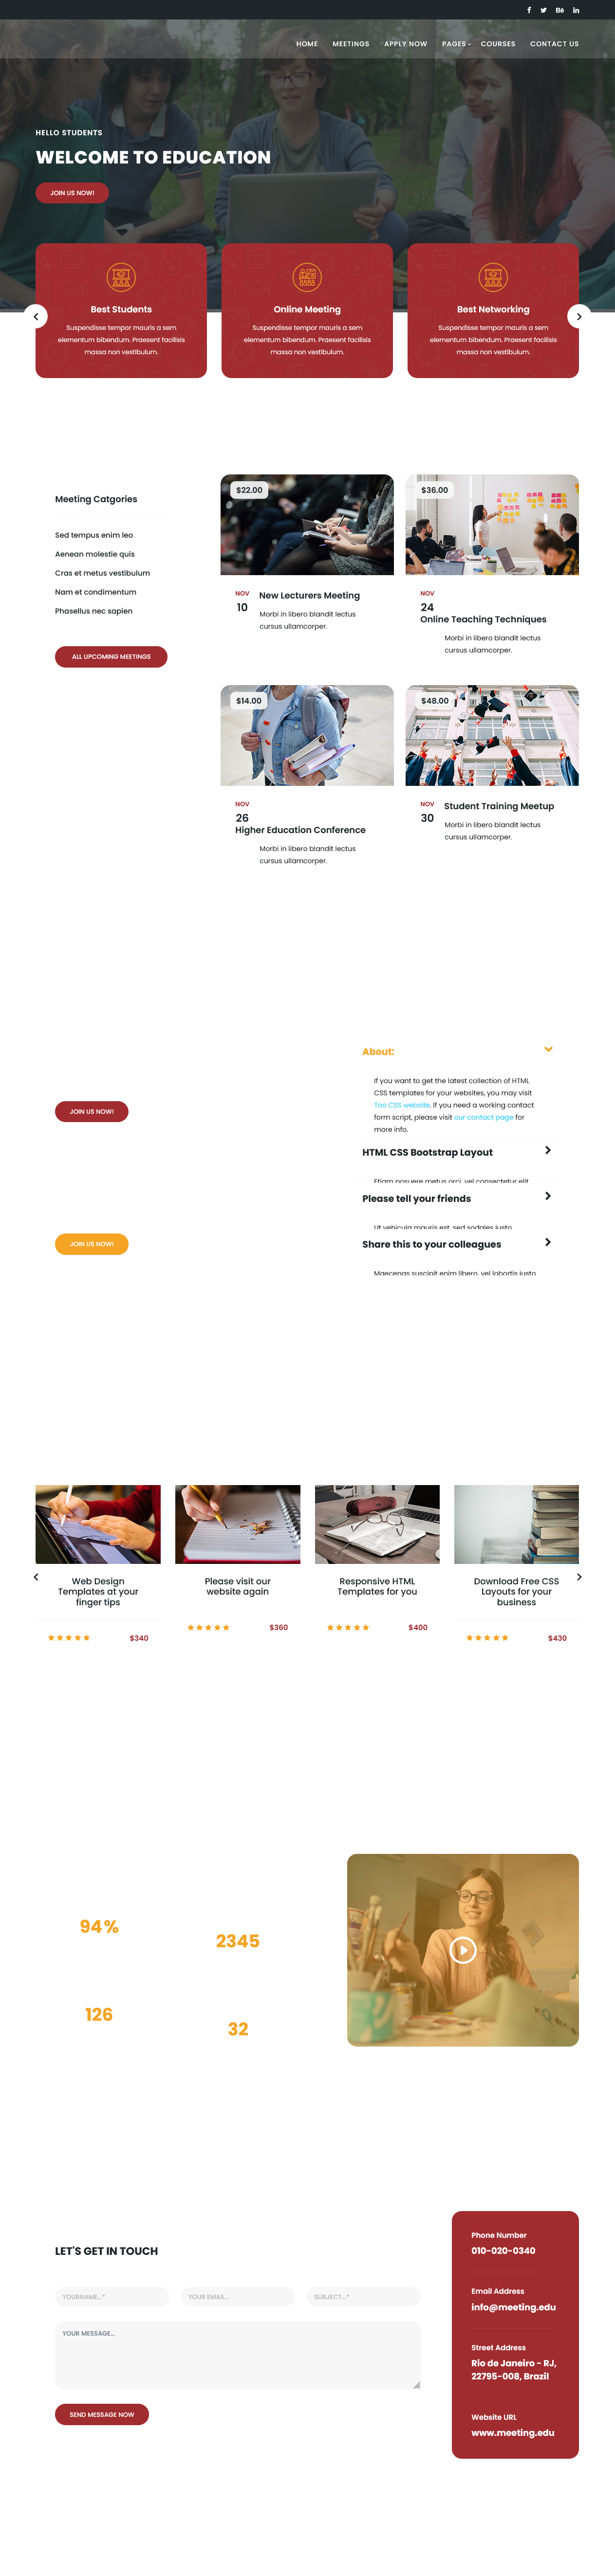 HOME MEETINGS APPLY NOW PAGES COURSES CONTACT US
HELLO STUDENTS
WELCOME TO EDUCATION
JOIN US NOW!
Best Students
Suspendisse tempor mauris a sem
elementum bibendum. Praesent facilisis
massa non vestibulum.
Online Meeting
Suspendisse tempor mauris a sem
elementum bibendum. Praesent facilisis
massa non vestibulum.
Best Networking
Suspendisse tempor mauris a sem
elementum bibendum. Praesent facilisis
massa non vestibulum.
Meeting Catgories
Sed tempus enim leo
Aenean molestie quis
Cras et metus vestibulum
Nam et condimentum
Phasellus nec sapien
ALL UPCOMING MEETINGS
$22.00
NOV
10
New Lecturers Meeting
Morbi in libero blandit lectus
cursus ullamcorper.
$36.00
NOV
24
Online Teaching Techniques
Morbi in libero blandit lectus
cursus ullamcorper.
$14.00
NOV
26
Higher Education Conference
Morbi in libero blandit lectus
cursus ullamcorper.
$48.00
NOV
30
Student Training Meetup
Morbi in libero blandit lectus
cursus ullamcorper.
JOIN US NOW!
JOIN US NOW!
About:
If you want to get the latest collection of HTML
CSS templates for your websites, you may visit
Too CSS website. If you need a working contact
form script, please visit our contact page for
more info.
HTML CSS Bootstrap Layout
Etiam posuere metus orci, vel consectetur elit
Please tell your friends
Ut vehicula mauris est, sed sodales justo
Share this to your colleagues
Maecenas suscipit enim libero, vel lobortis justo
Web Design
Templates at your
finger tips
$340
Please visit our
website again
$360
Responsive HTML
Templates for you
$400
Download Free CSS
Layouts for your
business
$430
94%
2345
126
32
LET'S GET IN TOUCH
YOURNAME...*
YOUR EMAIL...
SUBJECT...*
YOUR MESSAGE...
SEND MESSAGE NOW
Phone Number
010-020-0340
Email Address
info@meeting.edu
Street Address
Rio de Janeiro - RJ,
22795-008, Brazil
Website URL
www.meeting.edu